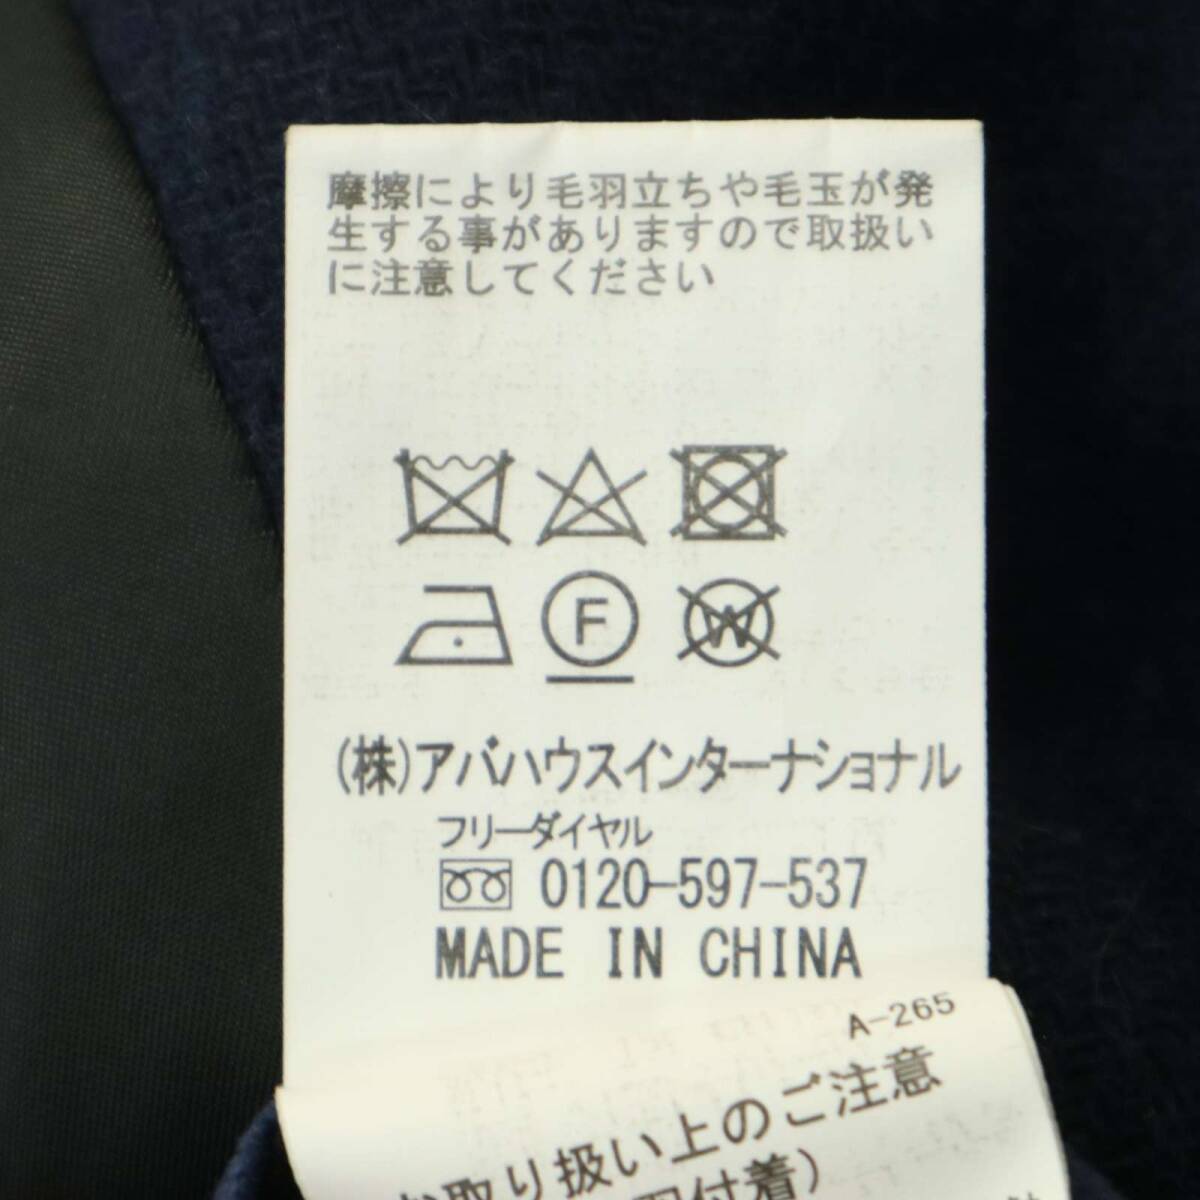 摩擦により毛羽立ちや毛玉が発
生する事がありますので取扱い
に注意してください
F
W
(株)アバハウスインターナショナル
フリーダイヤル
0120-597-537
MADE IN CHINA
A-265
お取り扱い上のご注意
付着)